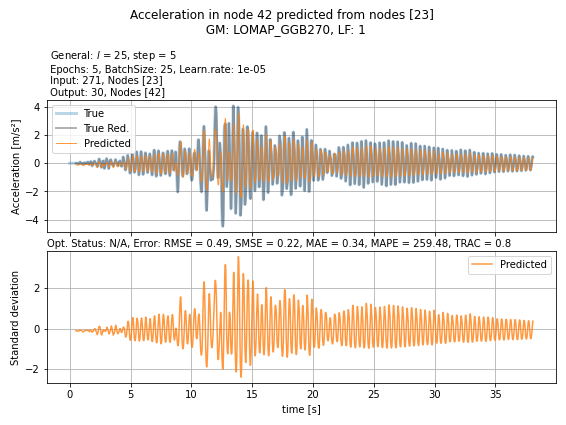 Acceleration in node 42 predicted from nodes [23]
GM: LOMAP_GGB270, LF: 1
General: l = 25, step = 5
Epochs: 5, BatchSize: 25, Learn.rate: 1e-05
Input: 271, Nodes [23]
Output: 30, Nodes [42]
Acceleration [m/s²]
4
2
0
−2
−4
True
True Red.
Predicted
Opt. Status: N/A, Error: RMSE = 0.49, SMSE = 0.22, MAE = 0.34, MAPE = 259.48, TRAC = 0.8
Standard deviation
2
0
−2
Predicted
0 5 10 15 20 25 30 35
time [s]